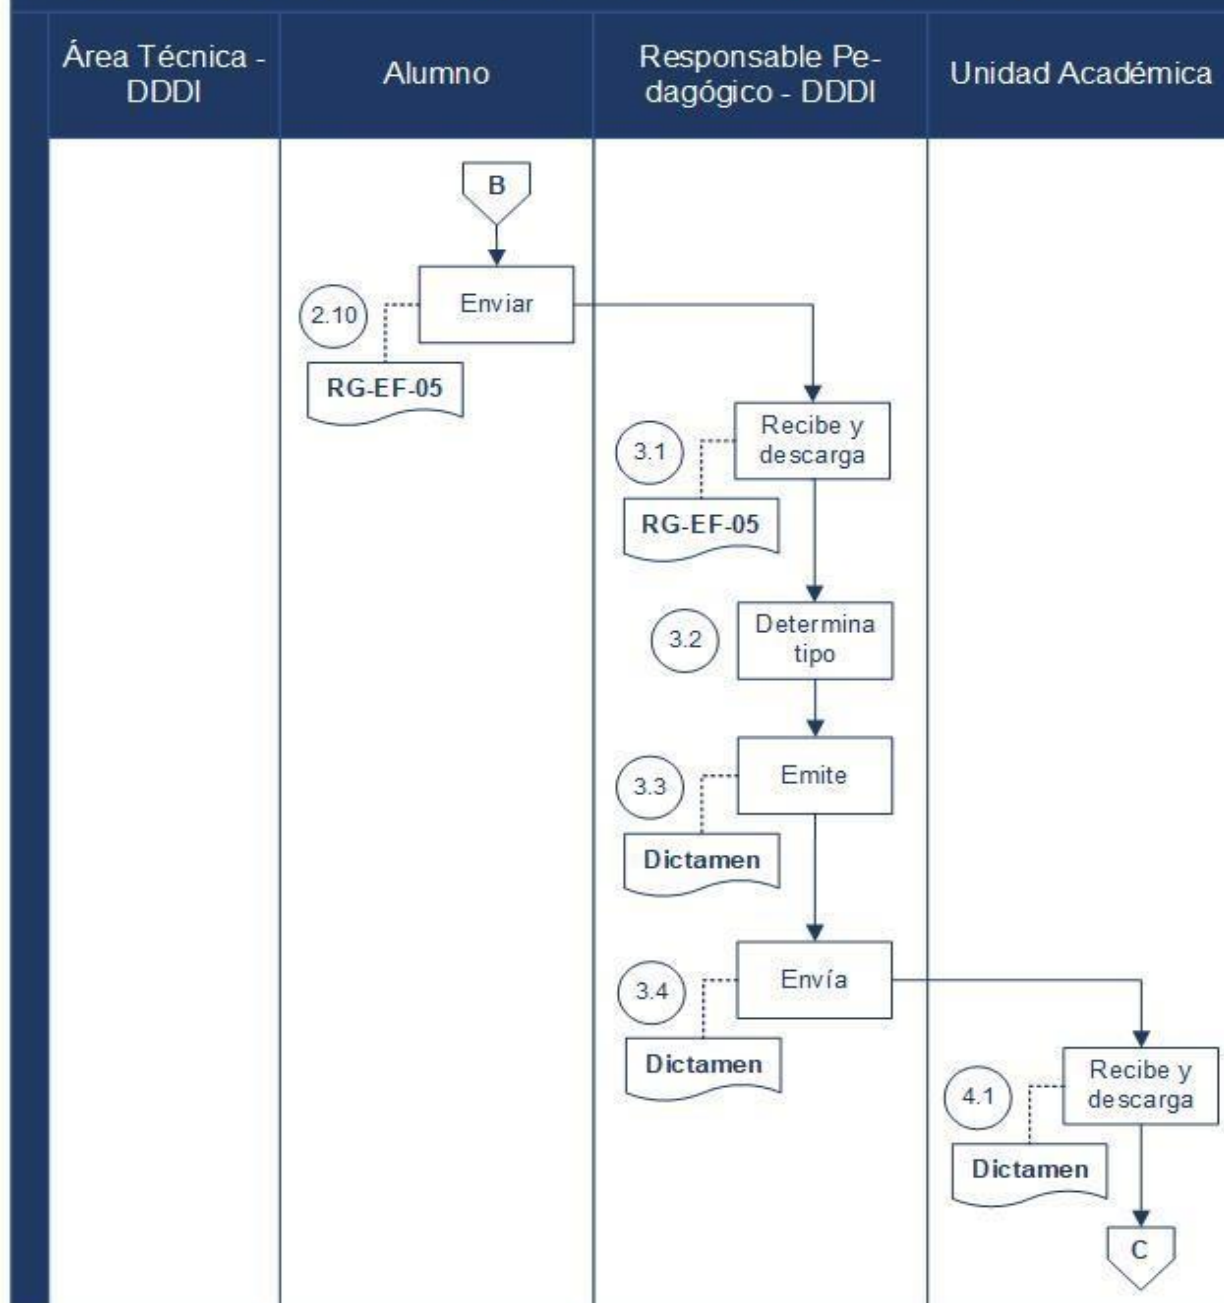 Área Técnica -
DDDI
Alumno
Responsable Pe-
dagógico - DDDI
Unidad Académica
B
Enviar
2.10
RG-EF-05
Recibe y
descarga
3.1
RG-EF-05
Determina
tipo
3.2
Emite
3.3
Dictamen
Envía
3.4
Dictamen
Recibe y
descarga
4.1
Dictamen
C